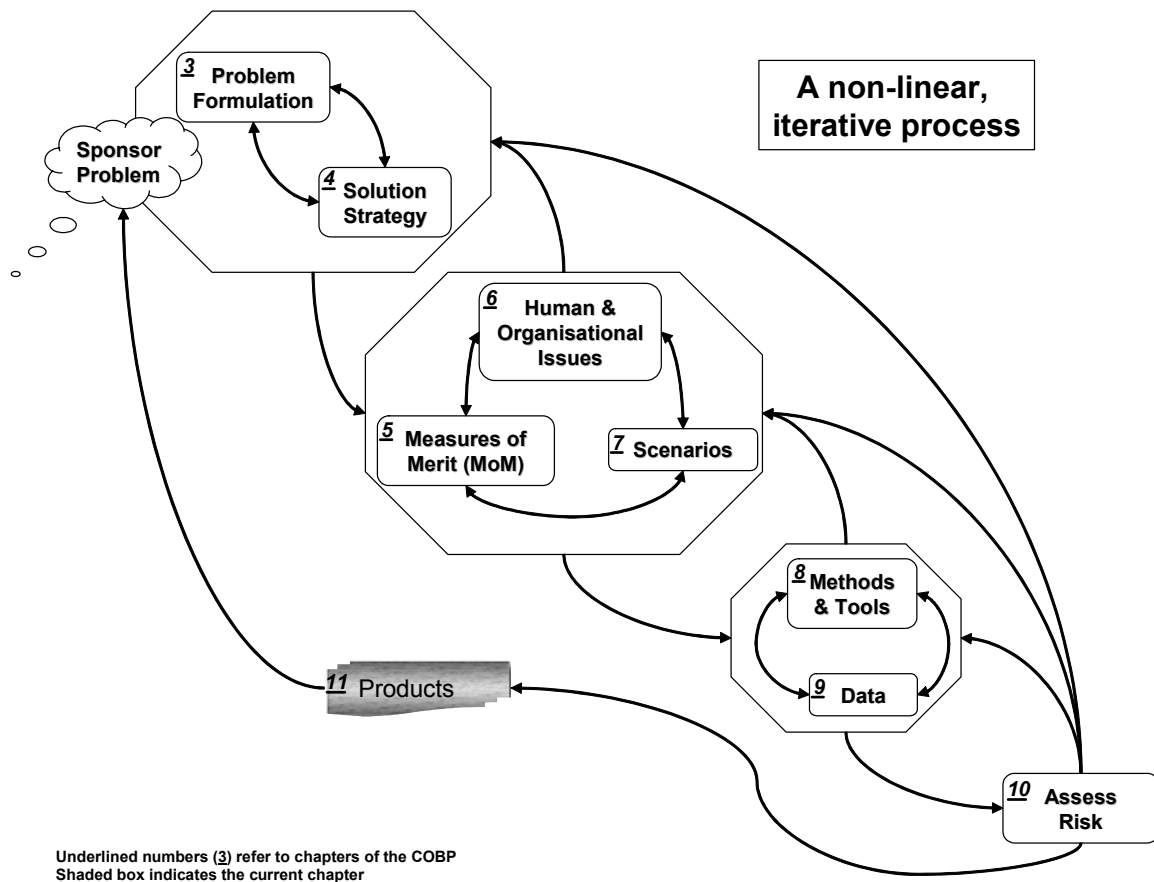 3
Problem
Formulation
A non-linear,
iterative process
Sponsor
Problem
4
Solution
Strategy
6
Human &
Organisational
Issues
5
Measures of
Merit (MoM)
7
Scenarios
8
Methods
& Tools
9
Data
11 Products
10
Assess
Risk
Underlined numbers (3) refer to chapters of the COBP
Shaded box indicates the current chapter